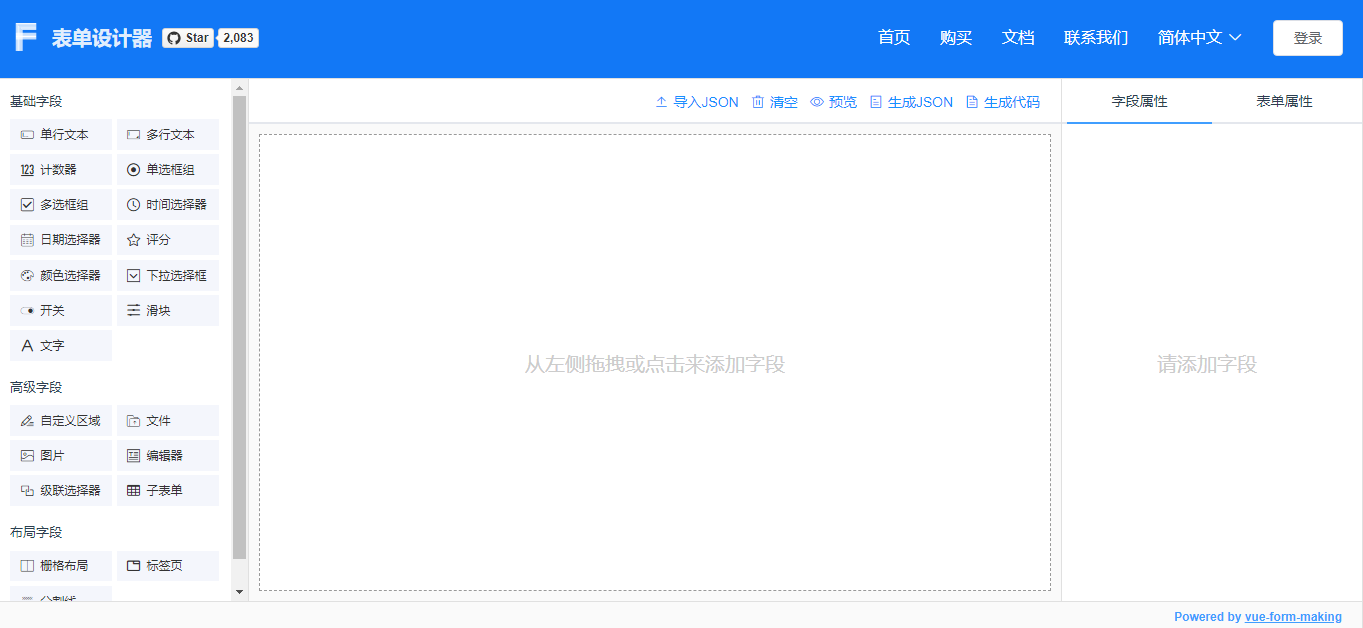 表单设计器 Star 2,083 首页 购买 文档 联系我们 简体中文 登录
导入JSON 清空 预览 生成JSON 生成代码
字段属性 表单属性
基础字段
单行文本 多行文本
123 计数器 单选框组
多选框组 时间选择器
日期选择器 评分
颜色选择器 下拉选择框
开关 滑块
文字
高级字段
自定义区域 文件
图片 编辑器
级联选择器 子表单
布局字段
栅格布局 标签页
分割线
从左侧拖拽或点击来添加字段
请添加字段
Powered by vue-form-making